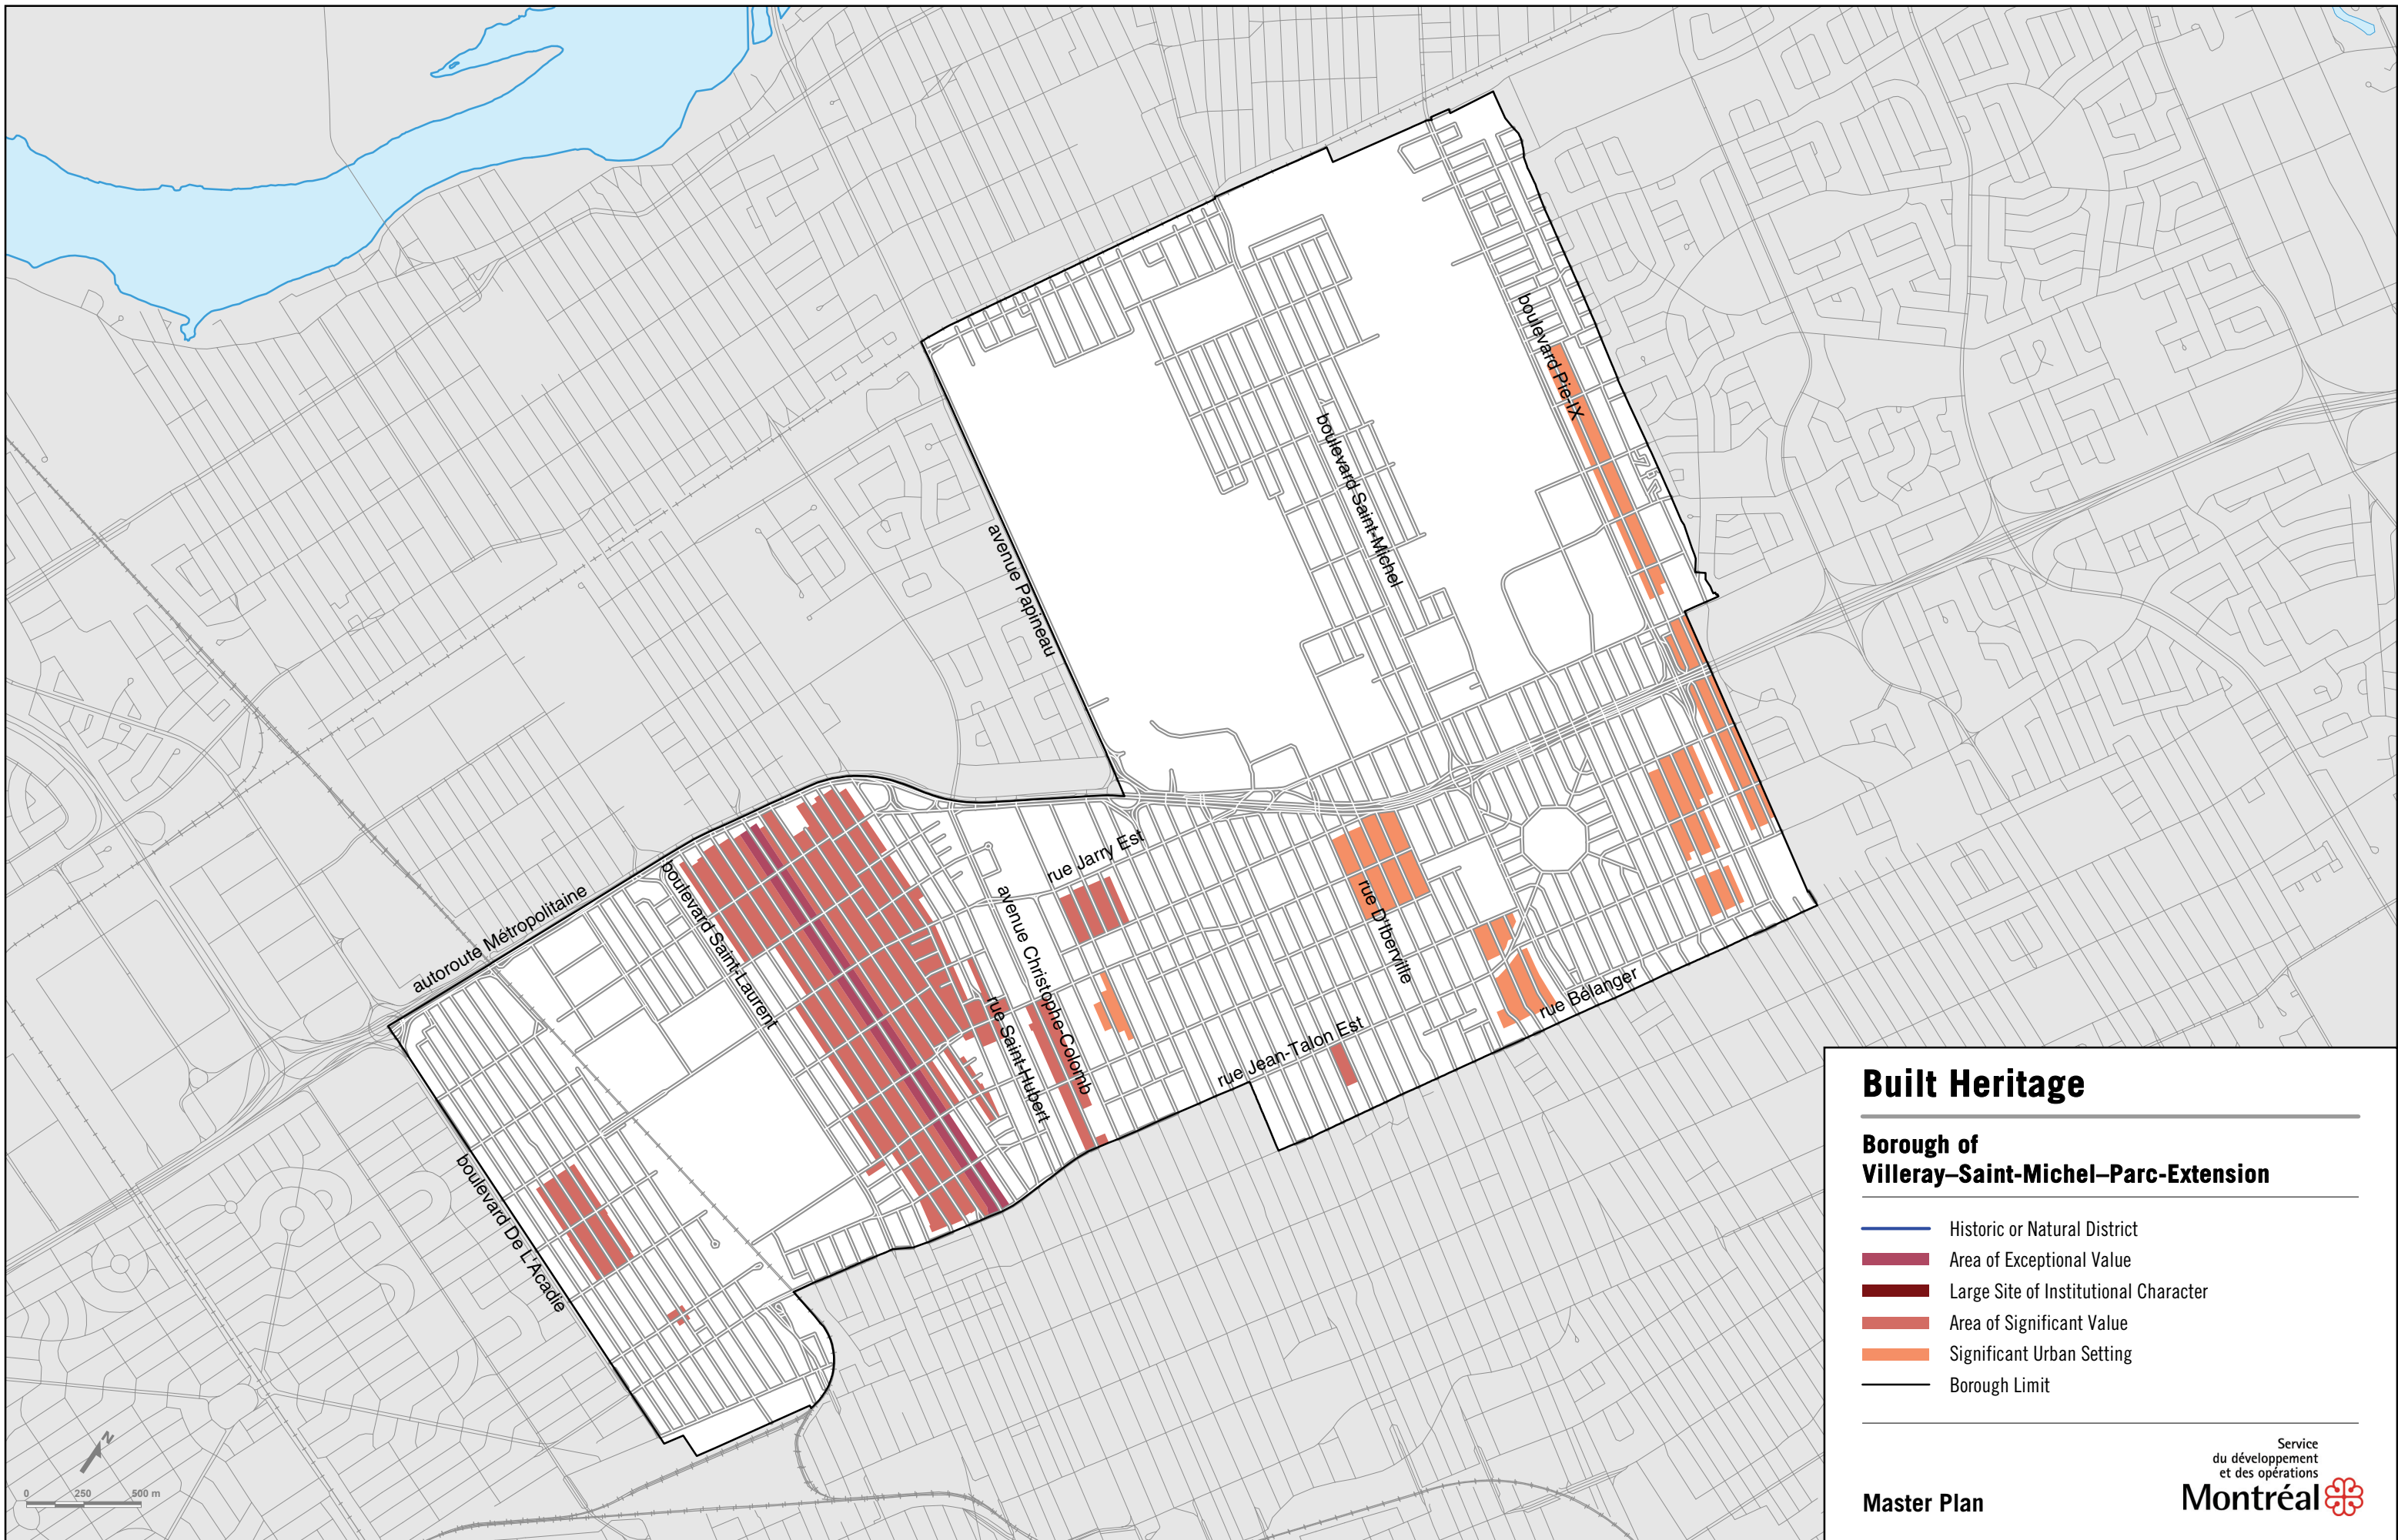 boulevard Pie-IX
boulevard Saint-Michel
avenue Papineau
rue Jarry Est
autoroute Métropolitaine
boulevard Saint-Laurent
avenue Christophe-Colomb
rue D'Iberville
rue Saint-Hubert
rue Bélanger
rue Jean-Talon Est
boulevard De L'Acadie
N
0 250 500 m
Built Heritage
Borough of
Villeray–Saint-Michel–Parc-Extension
Historic or Natural District
Area of Exceptional Value
Large Site of Institutional Character
Area of Significant Value
Significant Urban Setting
Borough Limit
Service
du développement
et des opérations
Master Plan
Montréal